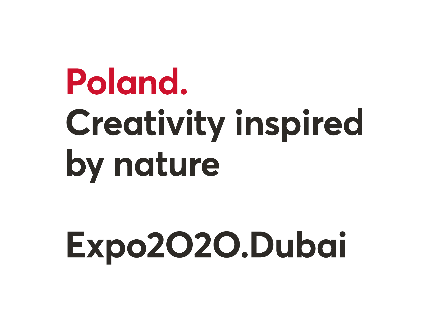 Poland.
Creativity inspired
by nature
Expo2020.Dubai